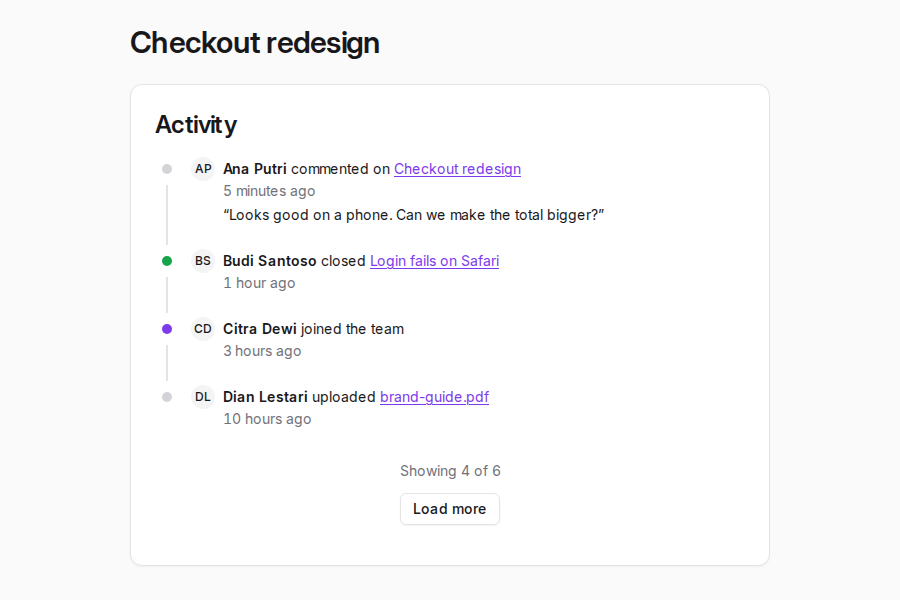 Checkout redesign
Activity
AP Ana Putri commented on Checkout redesign
5 minutes ago
“Looks good on a phone. Can we make the total bigger?”
BS Budi Santoso closed Login fails on Safari
1 hour ago
CD Citra Dewi joined the team
3 hours ago
DL Dian Lestari uploaded brand-guide.pdf
10 hours ago
Showing 4 of 6
Load more